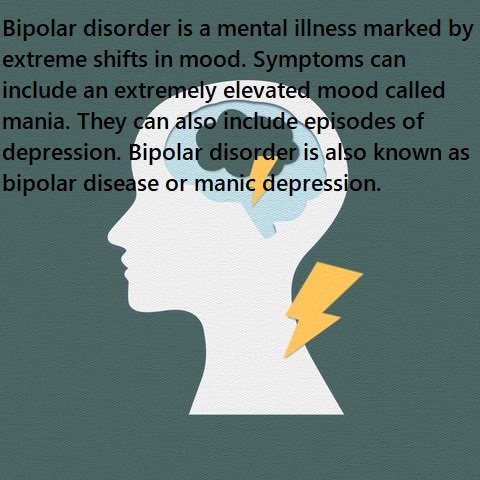 Bipolar disorder is a mental illness marked by
extreme shifts in mood. Symptoms can
include an extremely elevated mood called
mania. They can also include episodes of
depression. Bipolar disorder is also known as
bipolar disease or manic depression.